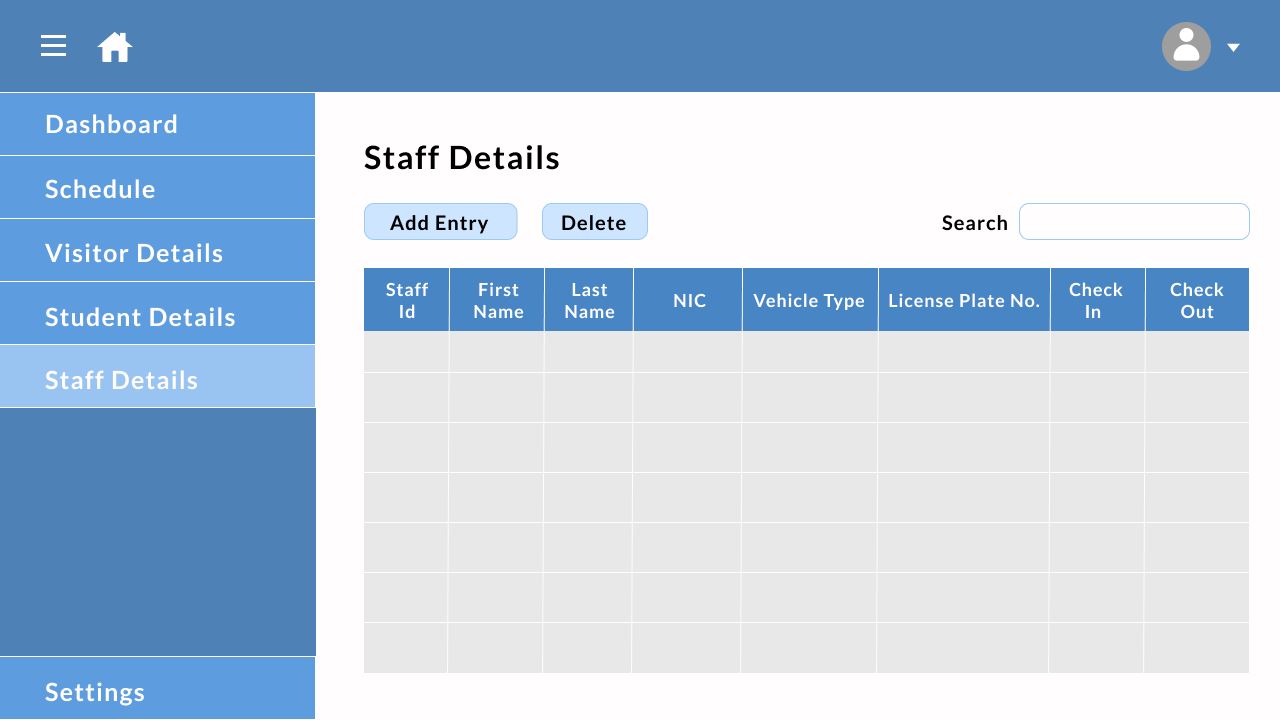 Dashboard
Schedule
Visitor Details
Student Details
Staff Details
Settings
Staff Details
Add Entry
Delete
Search
Staff
Id
First
Name
Last
Name
NIC
Vehicle Type
License Plate No.
Check
In
Check
Out